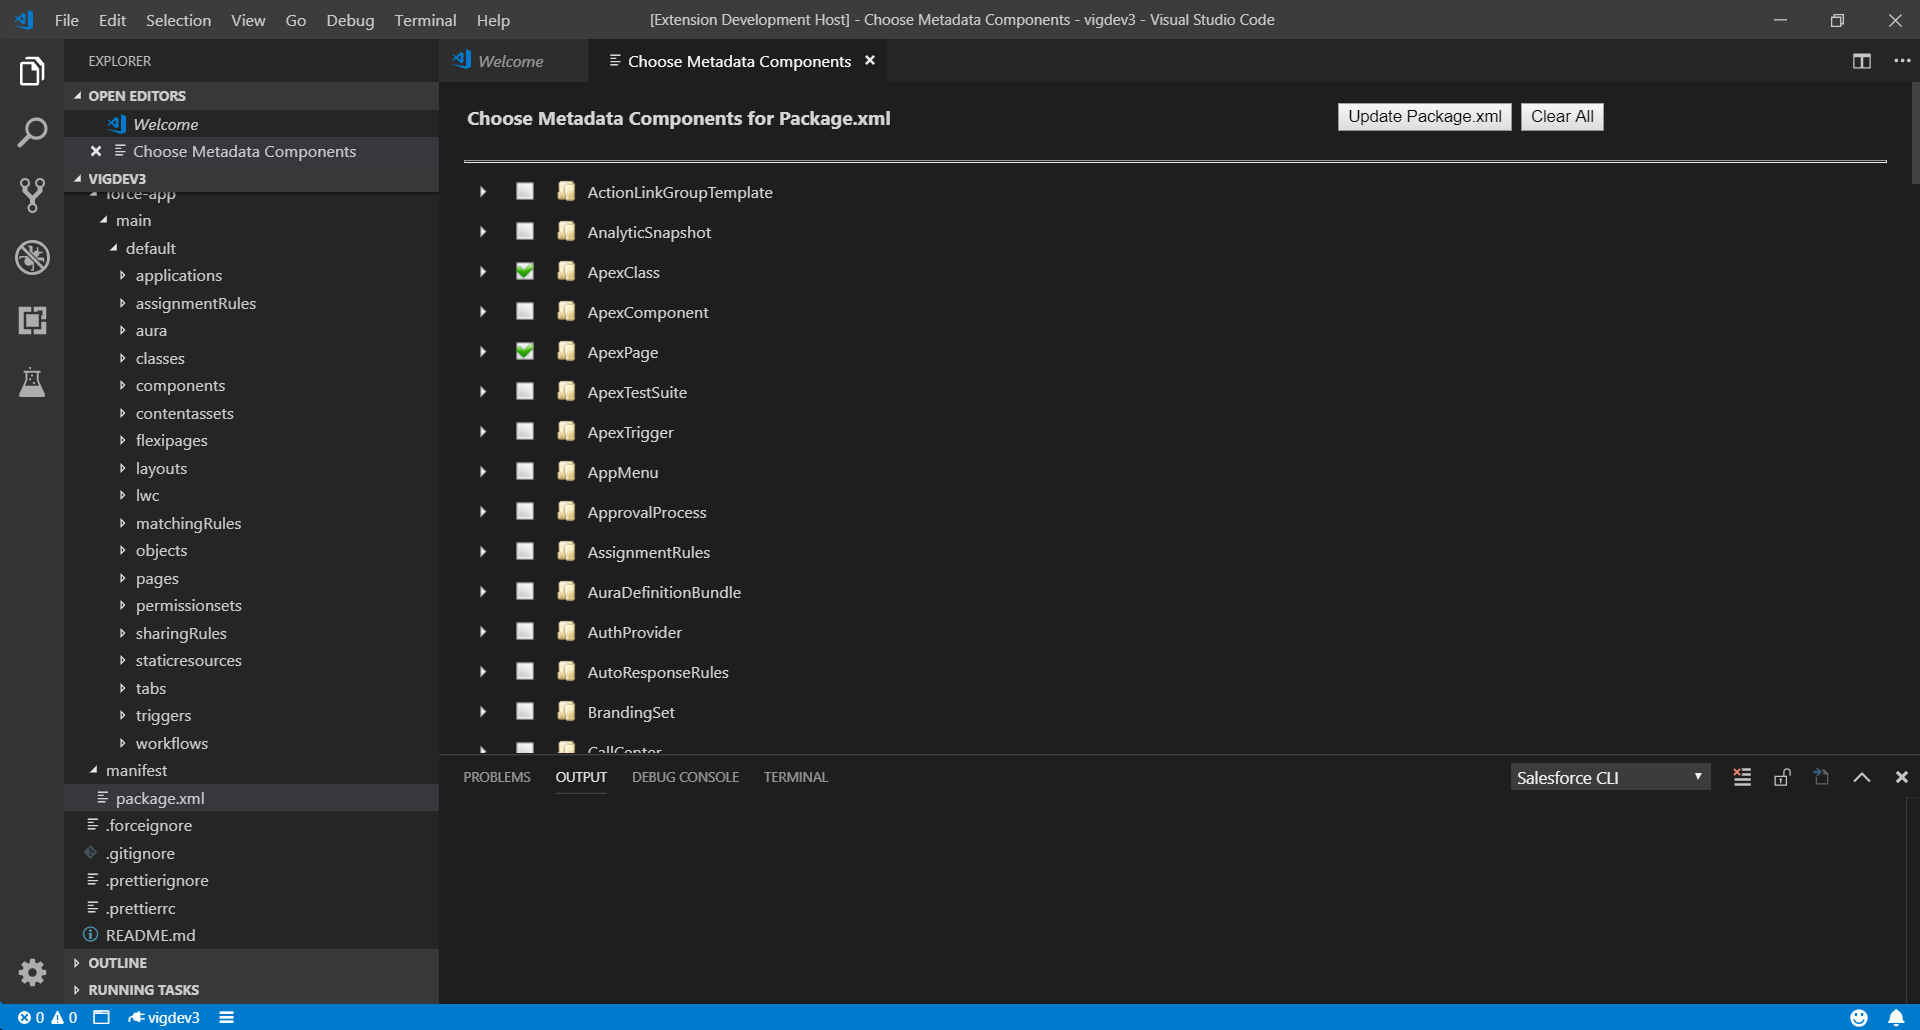 File Edit Selection View Go Debug Terminal Help
[Extension Development Host] - Choose Metadata Components - vigdev3 - Visual Studio Code
EXPLORER
OPEN EDITORS
Welcome
Choose Metadata Components
VIGDEV3
force-app
main
default
applications
assignmentRules
aura
classes
components
contentassets
flexipages
layouts
lwc
matchingRules
objects
pages
permissionsets
sharingRules
staticresources
tabs
triggers
workflows
manifest
package.xml
.forceignore
.gitignore
.prettierignore
.prettierrc
README.md
OUTLINE
RUNNING TASKS
Welcome
Choose Metadata Components
Choose Metadata Components for Package.xml
Update Package.xml
Clear All
ActionLinkGroupTemplate
AnalyticSnapshot
ApexClass
ApexComponent
ApexPage
ApexTestSuite
ApexTrigger
AppMenu
ApprovalProcess
AssignmentRules
AuraDefinitionBundle
AuthProvider
AutoResponseRules
BrandingSet
CallCenter
PROBLEMS OUTPUT DEBUG CONSOLE TERMINAL
Salesforce CLI
0 0 vigdev3